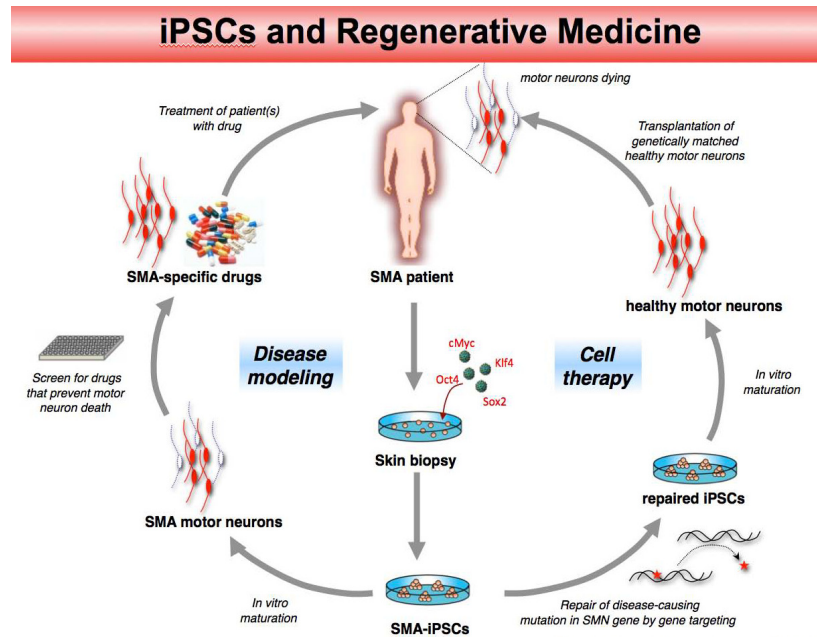 iPSCs and Regenerative Medicine
motor neurons dying
Treatment of patient(s)
with drug
Transplantation of
genetically matched
healthy motor neurons
SMA-specific drugs
SMA patient
healthy motor neurons
Disease
modeling
cMyc
Klf4
Oct4
Sox2
Cell
therapy
Screen for drugs
that prevent motor
neuron death
In vitro
maturation
Skin biopsy
repaired iPSCs
SMA motor neurons
In vitro
maturation
SMA-iPSCs
Repair of disease-causing
mutation in SMN gene by gene targeting